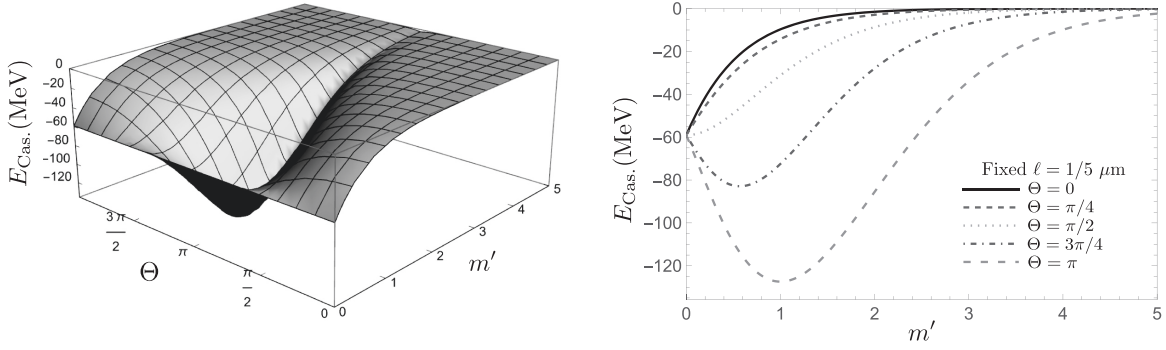 0
−20
−40
−60
−80
−100
−120
E_Cas. (MeV)
3π/2
π
π/2
0
Θ
0
1
2
3
4
5
m′
0
−20
−40
−60
−80
−100
−120
E_Cas. (MeV)
Fixed ℓ = 1/5 μm
Θ = 0
Θ = π/4
Θ = π/2
Θ = 3π/4
Θ = π
0 1 2 3 4 5
m′